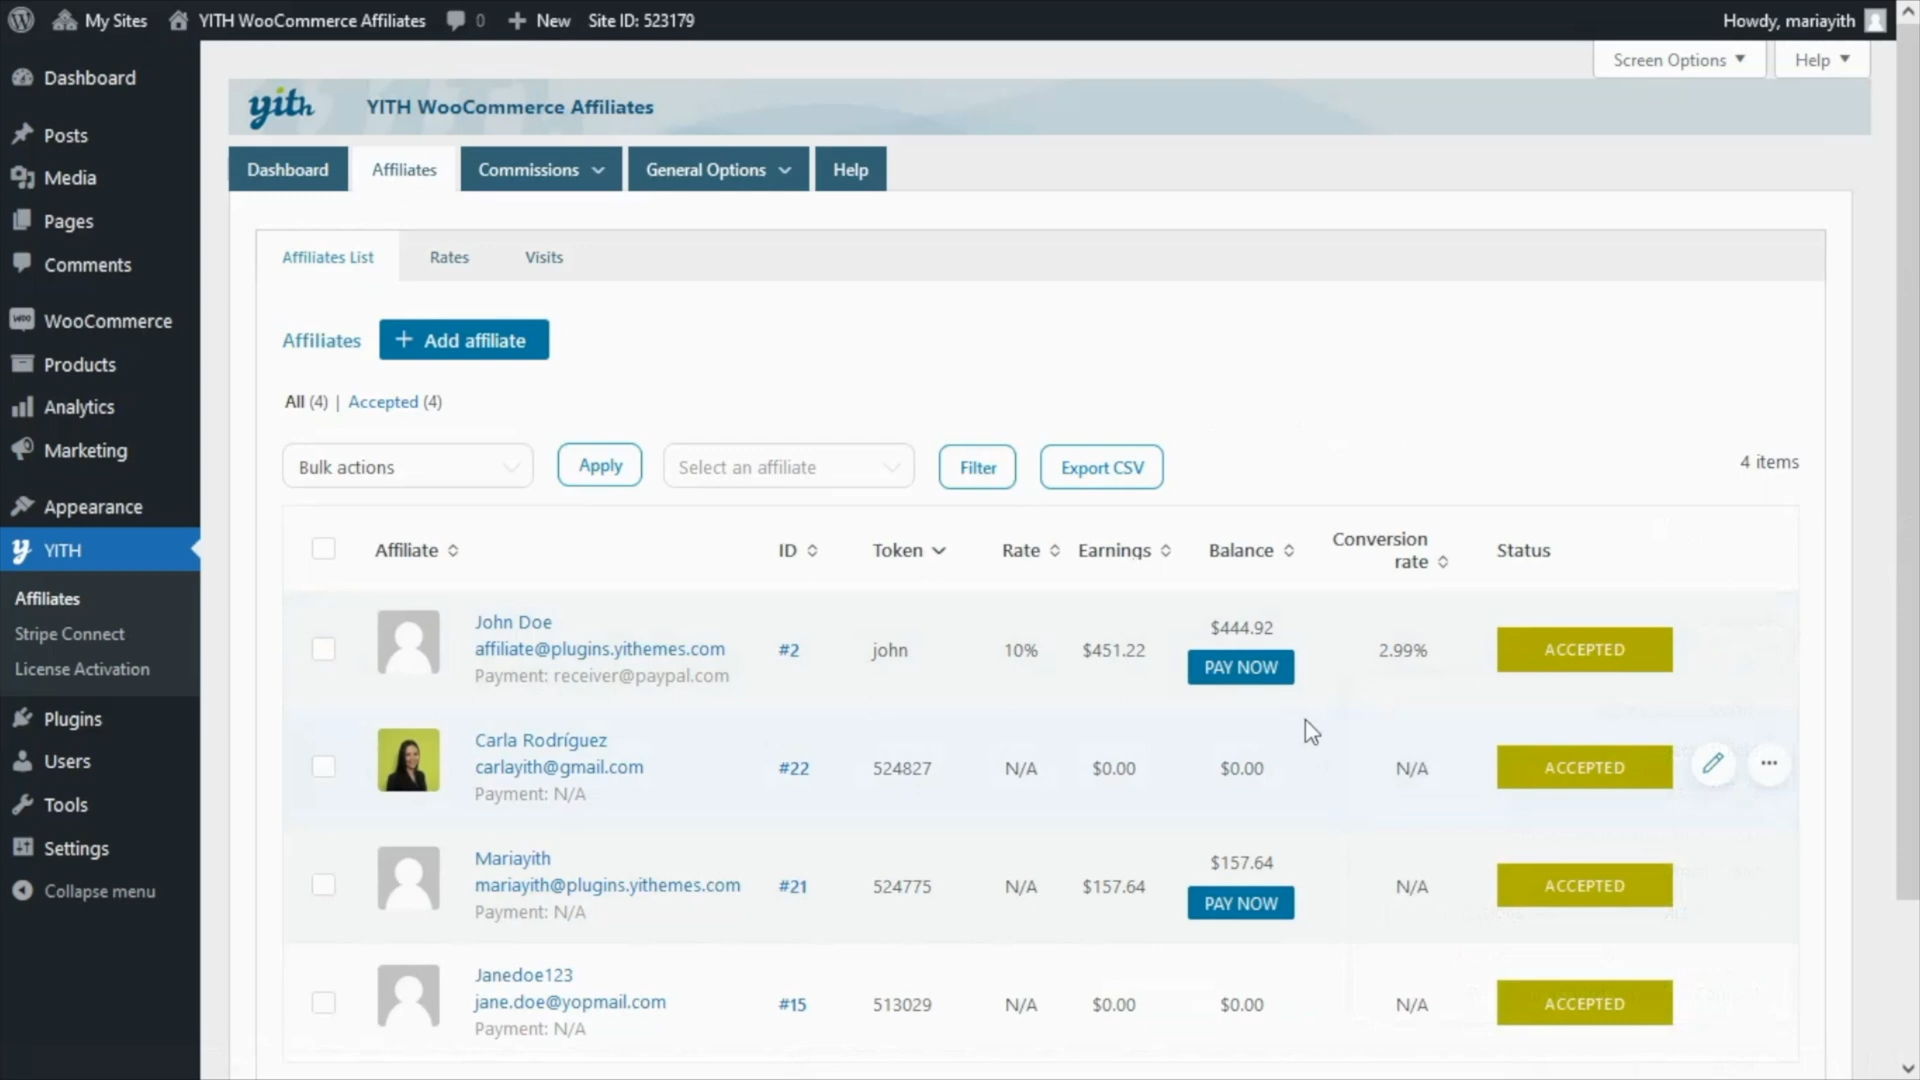 My Sites YITH WooCommerce Affiliates 0 New Site ID: 523179 Howdy, mariayith
Screen Options Help
Dashboard
Posts
Media
Pages
Comments
WooCommerce
Products
Analytics
Marketing
Appearance
YITH
Affiliates
Stripe Connect
License Activation
Plugins
Users
Tools
Settings
Collapse menu
yith YITH WooCommerce Affiliates
Dashboard Affiliates Commissions General Options Help
Affiliates List Rates Visits
Affiliates + Add affiliate
All (4) | Accepted (4)
Bulk actions Apply Select an affiliate Filter Export CSV 4 items
Affiliate ID Token Rate Earnings Balance Conversion rate Status
John Doe
affiliate@plugins.yithemes.com
Payment: receiver@paypal.com
#2 john 10% $451.22 $444.92 2.99% ACCEPTED
PAY NOW
Carla Rodríguez
carlayith@gmail.com
Payment: N/A
#22 524827 N/A $0.00 $0.00 N/A ACCEPTED
Mariayith
mariayith@plugins.yithemes.com
Payment: N/A
#21 524775 N/A $157.64 $157.64 N/A ACCEPTED
PAY NOW
Janedoe123
jane.doe@yopmail.com
Payment: N/A
#15 513029 N/A $0.00 $0.00 N/A ACCEPTED